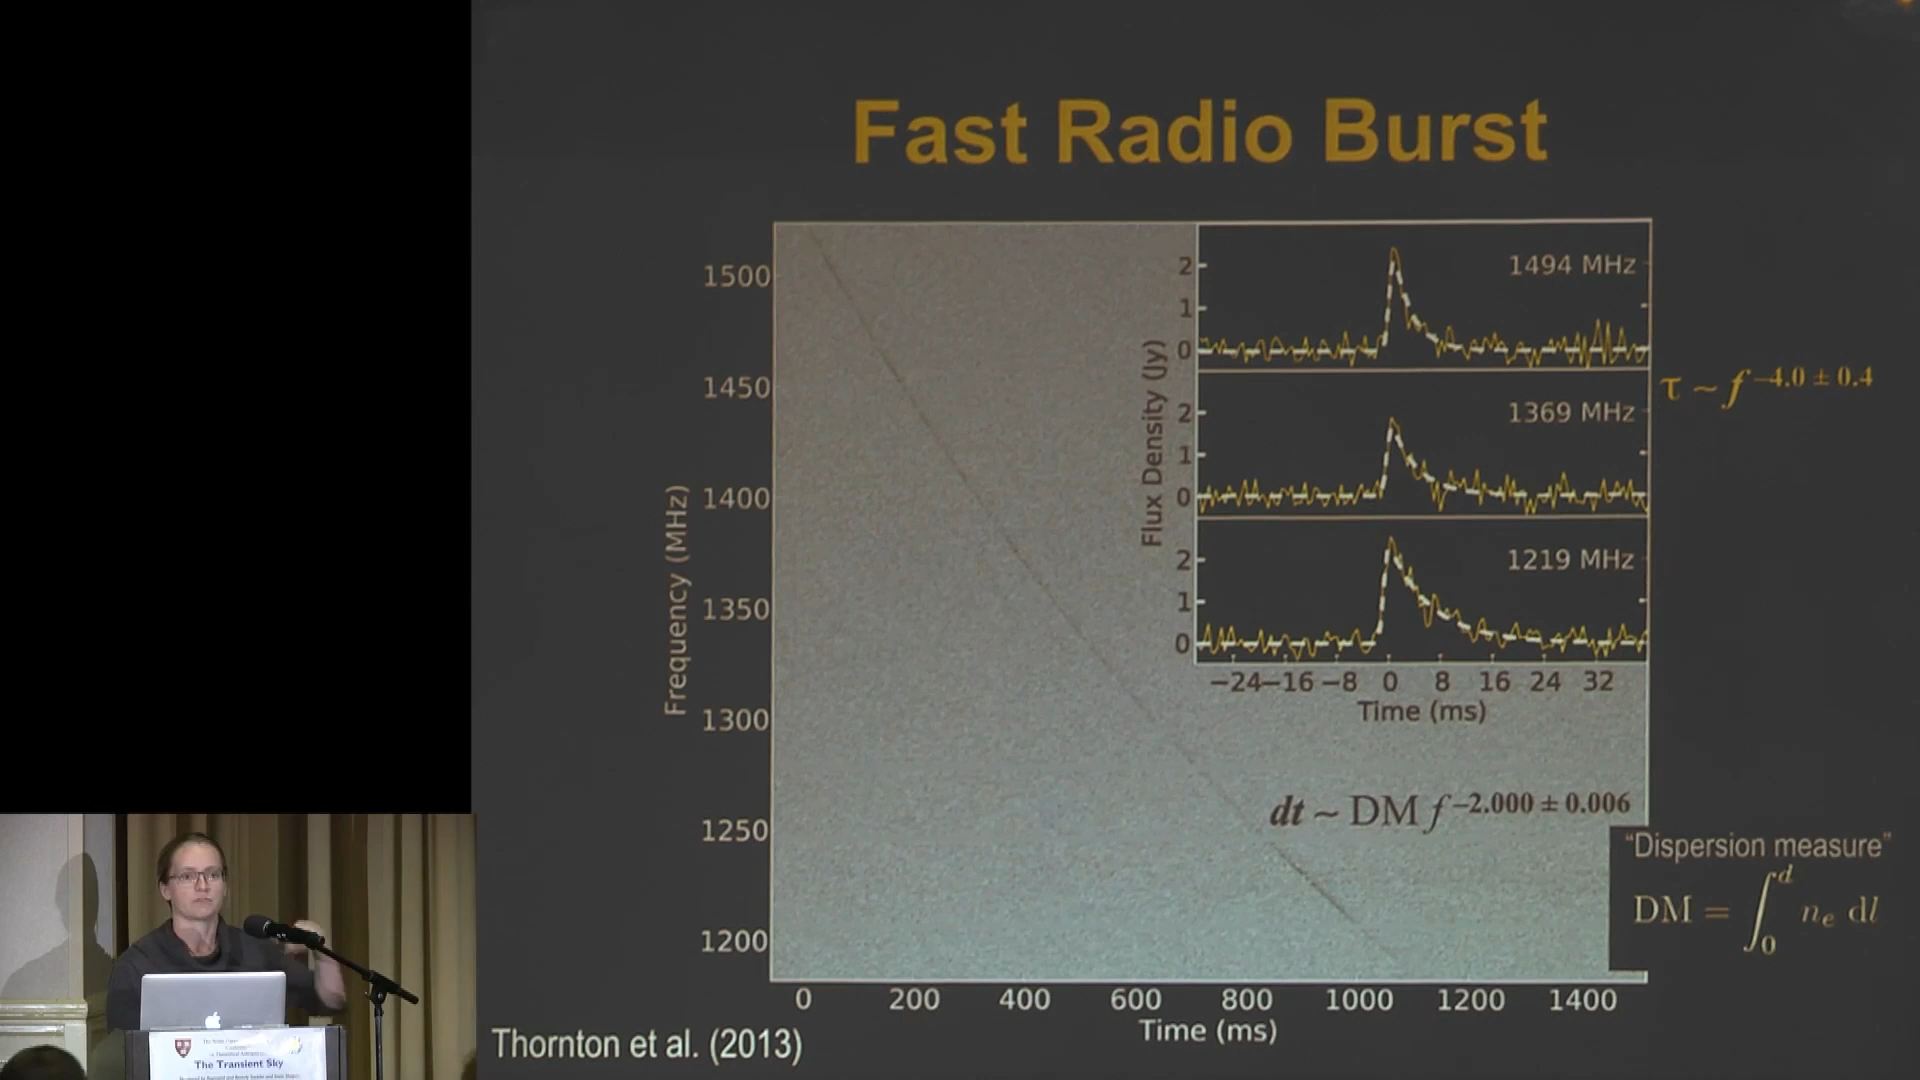 Fast Radio Burst
1500
1450
1400
1350
1300
1250
1200
Frequency (MHz)
0 200 400 600 800 1000 1200 1400
Time (ms)
Flux Density (Jy)
2
1
0
1494 MHz
2
1
0
1369 MHz
2
1
0
1219 MHz
−24 −16 −8 0 8 16 24 32
Time (ms)
τ ~ f −4.0 ± 0.4
dt ~ DM f −2.000 ± 0.006
“Dispersion measure”
DM = ∫₀ᵈ nₑ dl
Thornton et al. (2013)
The Transient Sky